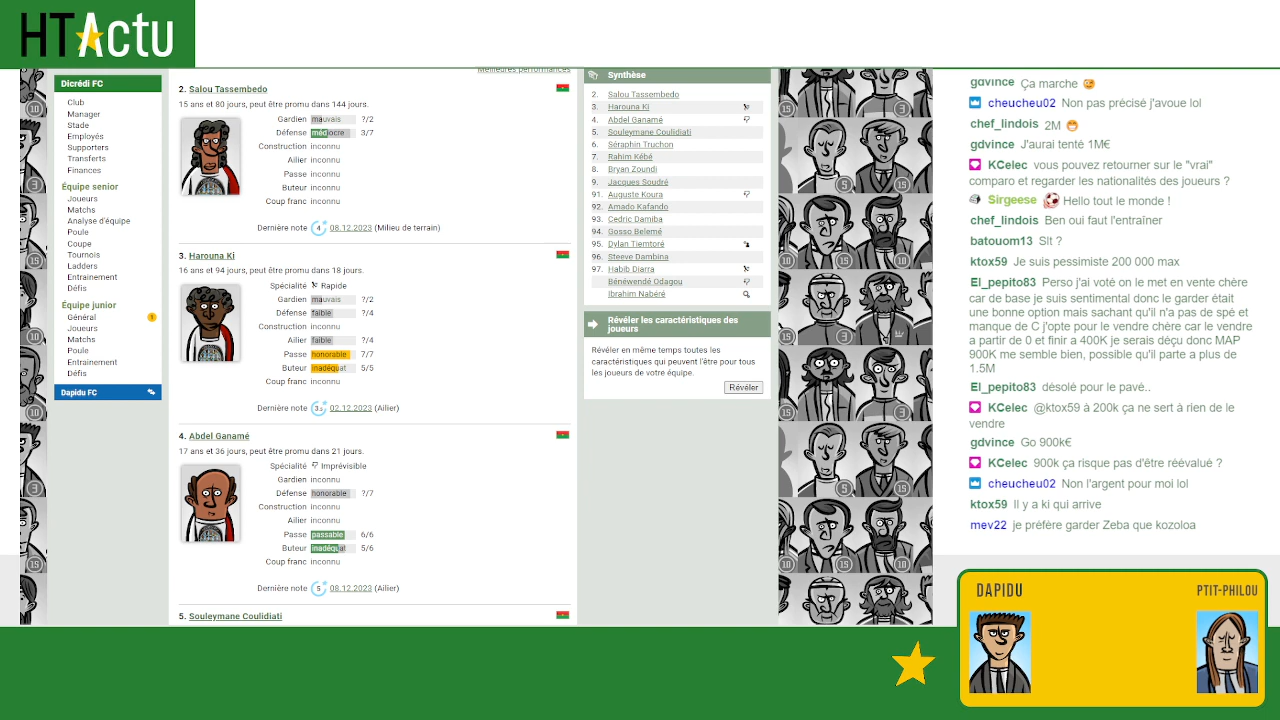 HTActu
Dicrédi FC
Club
Manager
Stade
Employés
Supporters
Transferts
Finances
Équipe senior
Joueurs
Matchs
Analyse d'équipe
Poule
Coupe
Tournois
Ladders
Entrainement
Défis
Équipe junior
Général 1
Joueurs
Matchs
Poule
Entrainement
Défis
Dapidu FC
Meilleures performances
2. Salou Tassembedo
15 ans et 80 jours, peut être promu dans 144 jours.
Gardien mauvais ?/2
Défense médiocre 3/7
Construction inconnu
Ailier inconnu
Passe inconnu
Buteur inconnu
Coup franc inconnu
Dernière note 4 08.12.2023 (Milieu de terrain)
3. Harouna Ki
16 ans et 94 jours, peut être promu dans 18 jours.
Spécialité Rapide
Gardien mauvais ?/2
Défense faible ?/4
Construction inconnu
Ailier faible ?/4
Passe honorable 7/7
Buteur inadéquat 5/5
Coup franc inconnu
Dernière note 02.12.2023 (Ailier)
4. Abdel Ganamé
17 ans et 36 jours, peut être promu dans 21 jours.
Spécialité Imprévisible
Gardien inconnu
Défense honorable ?/7
Construction inconnu
Ailier inconnu
Passe passable 6/6
Buteur inadéquat 5/6
Coup franc inconnu
Dernière note 5 08.12.2023 (Ailier)
5. Souleymane Coulidiati
Synthèse
2. Salou Tassembedo
3. Harouna Ki
4. Abdel Ganamé
5. Souleymane Coulidiati
6. Séraphin Truchon
7. Rahim Kébé
8. Bryan Zoundi
9. Jacques Soudré
91. Auguste Koura
92. Amado Kafando
93. Cedric Damiba
94. Gosso Belemé
95. Dylan Tiemtoré
96. Steeve Dambina
97. Habib Diarra
Bénéwendé Odagou
Ibrahim Nabéré
Révéler les caractéristiques des
joueurs
Révéler en même temps toutes les
caractéristiques qui peuvent l'être pour tous
les joueurs de votre équipe.
Révéler
gdvince Ça marche
cheucheu02 Non pas précisé j'avoue lol
chef_lindois 2M
gdvince J'aurai tenté 1M€
KCelec vous pouvez retourner sur le "vrai"
comparo et regarder les nationalités des joueurs ?
Sirgeese Hello tout le monde !
chef_lindois Ben oui faut l'entraîner
batouom13 Slt ?
ktox59 Je suis pessimiste 200 000 max
El_pepito83 Perso j'ai voté on le met en vente chère
car de base je suis sentimental donc le garder était
une bonne option mais sachant qu'il n'a pas de spé et
manque de C j'opte pour le vendre chère car le vendre
a partir de 0 et finir a 400K je serais déçu donc MAP
900K me semble bien, possible qu'il parte a plus de
1.5M
El_pepito83 désolé pour le pavé..
KCelec @ktox59 à 200k ça ne sert à rien de le
vendre
gdvince Go 900k€
KCelec 900k ça risque pas d'être réévalué ?
cheucheu02 Non l'argent pour moi lol
ktox59 Il y a ki qui arrive
mev22 je préfère garder Zeba que kozoloa
DAPIDU
PTIT-PHILOU